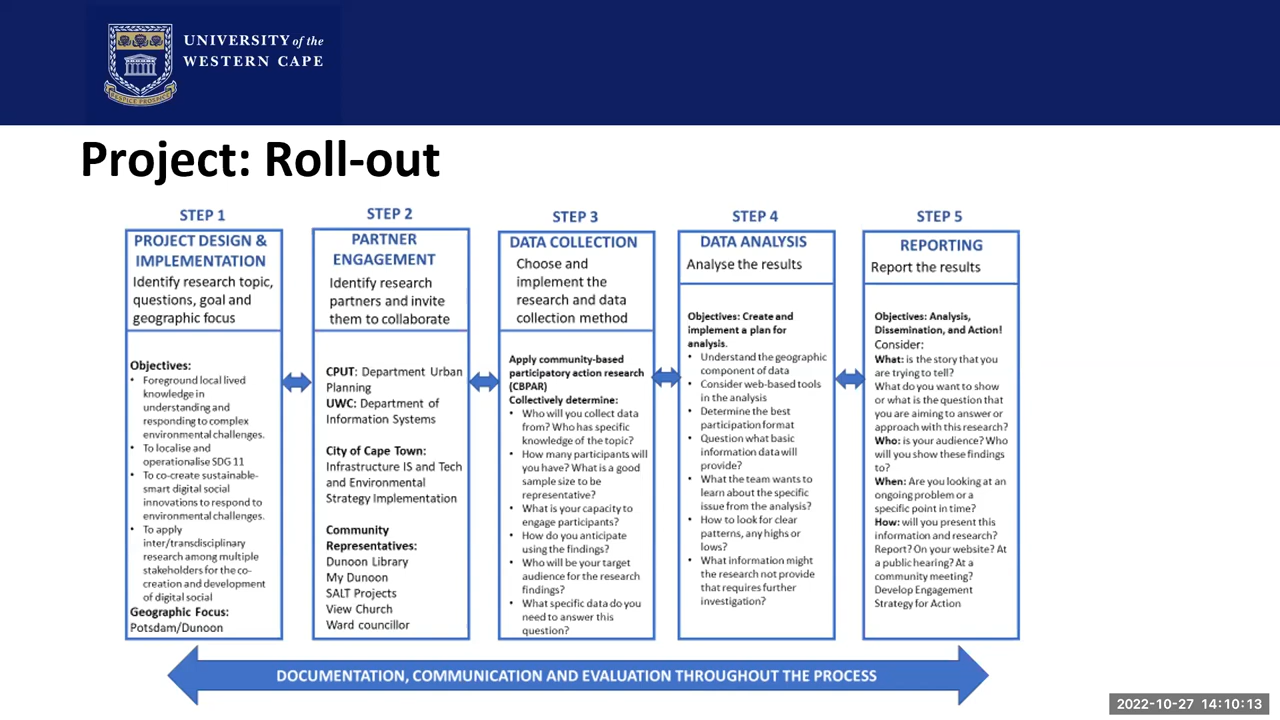 UNIVERSITY of the
WESTERN CAPE
Project: Roll-out
STEP 1
PROJECT DESIGN &
IMPLEMENTATION
Identify research topic,
questions, goal and
geographic focus
Objectives:
• Foreground local lived
knowledge in
understanding and
responding to complex
environmental challenges.
• To localise and
operationalise SDG 11
• To co-create sustainable-
smart digital social
innovations to respond to
environmental challenges.
• To apply
inter/transdisciplinary
research among multiple
stakeholders for the co-
creation and development
of digital social
Geographic Focus:
Potsdam/Dunoon
STEP 2
PARTNER
ENGAGEMENT
Identify research
partners and invite
them to collaborate
CPUT: Department Urban
Planning
UWC: Department of
Information Systems
City of Cape Town:
Infrastructure IS and Tech
and Environmental
Strategy Implementation
Community
Representatives:
Dunoon Library
My Dunoon
SALT Projects
View Church
Ward councillor
STEP 3
DATA COLLECTION
Choose and
implement the
research and data
collection method
Apply community-based
participatory action research
(CBPAR)
Collectively determine:
• Who will you collect data
from? Who has specific
knowledge of the topic?
• How many participants will
you have? What is a good
sample size to be
representative?
• What is your capacity to
engage participants?
• How do you anticipate
using the findings?
• Who will be your target
audience for the research
findings?
• What specific data do you
need to answer this
question?
STEP 4
DATA ANALYSIS
Analyse the results
Objectives: Create and
implement a plan for
analysis.
• Understand the geographic
component of data
• Consider web-based tools
in the analysis
• Determine the best
participation format
• Question what basic
information data will
provide?
• What the team wants to
learn about the specific
issue from the analysis?
• How to look for clear
patterns, any highs or
lows?
• What information might
the research not provide
that requires further
investigation?
STEP 5
REPORTING
Report the results
Objectives: Analysis,
Dissemination, and Action!
Consider:
What: is the story that you
are trying to tell?
What do you want to show
or what is the question that
you are aiming to answer or
approach with this research?
Who: is your audience? Who
will you show these findings
to?
When: Are you looking at an
ongoing problem or a
specific point in time?
How: will you present this
information and research?
Report? On your website? At
a public hearing? At a
community meeting?
Develop Engagement
Strategy for Action
DOCUMENTATION, COMMUNICATION AND EVALUATION THROUGHOUT THE PROCESS
2022-10-27 14:10:13